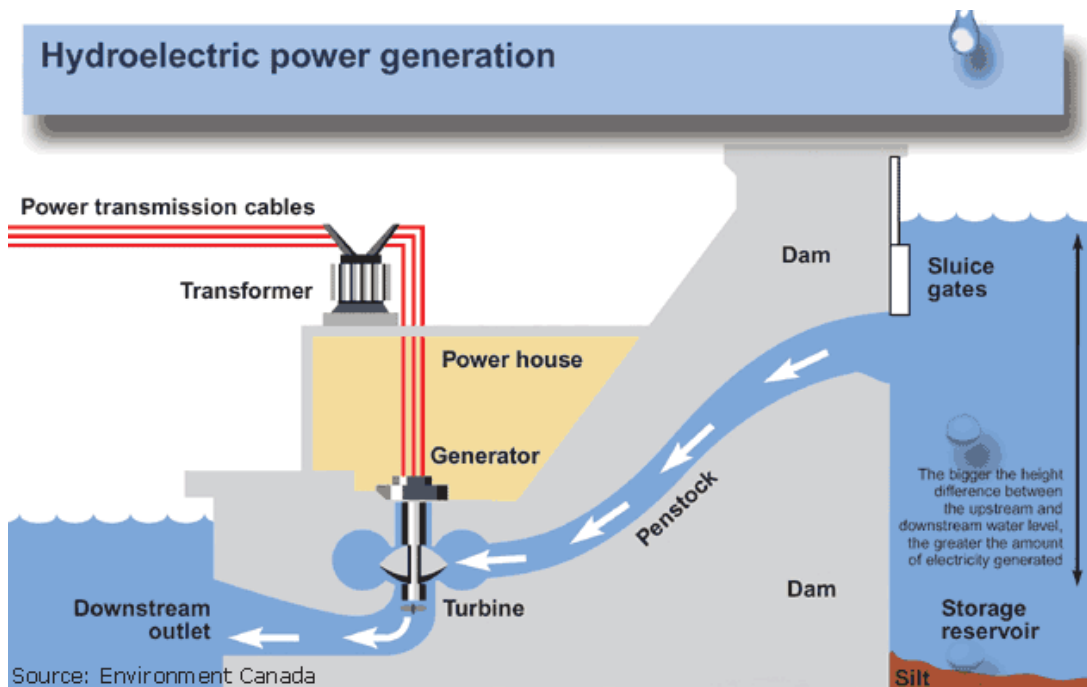 Hydroelectric power generation
Power transmission cables
Transformer
Dam
Sluice
gates
Power house
Generator
Penstock
The bigger the height
difference between
the upstream and
downstream water level,
the greater the amount
of electricity generated
Turbine
Dam
Downstream
outlet
Storage
reservoir
Silt
Source: Environment Canada